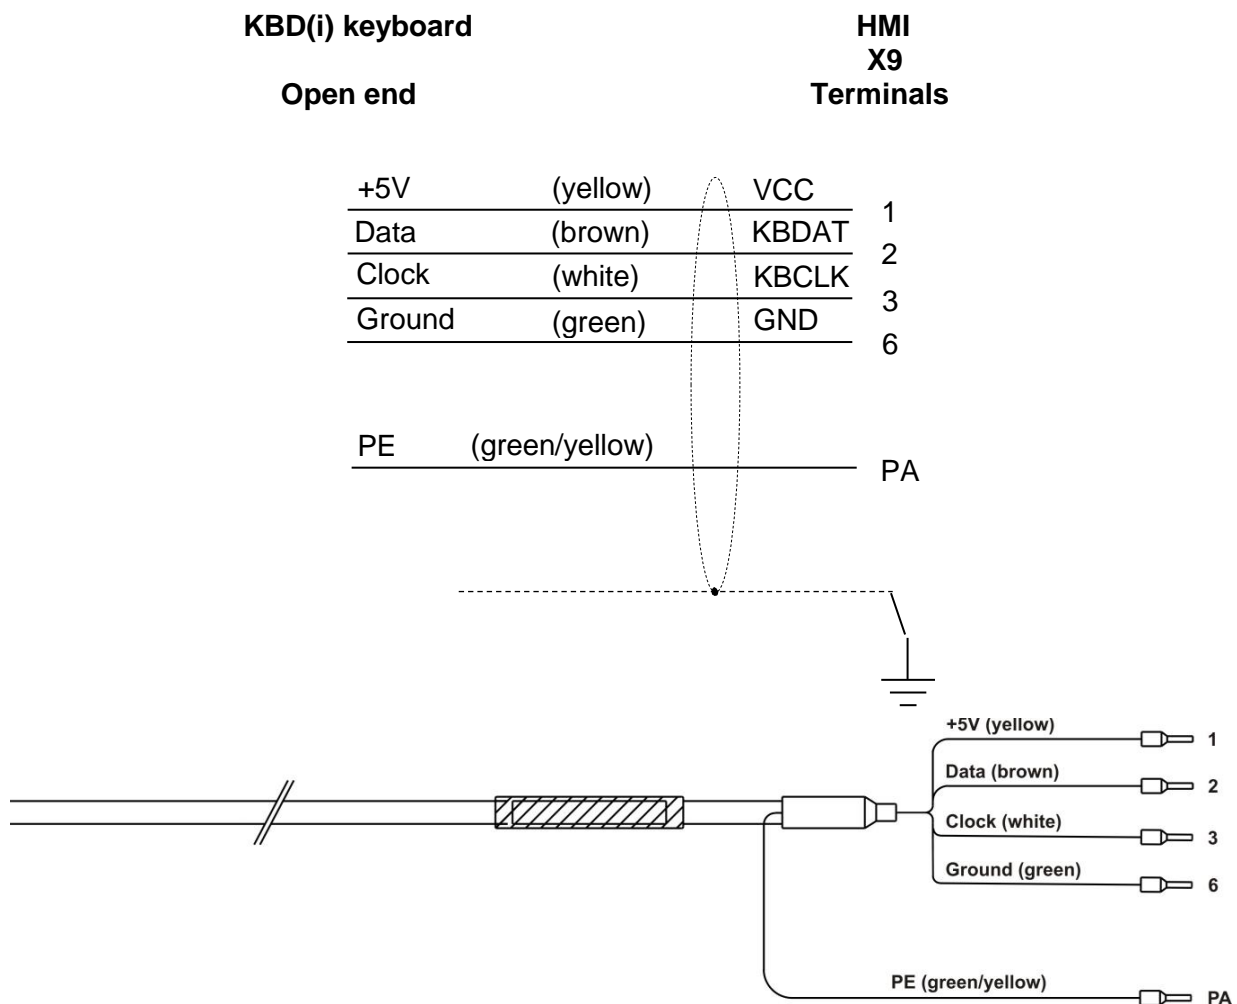 KBD(i) keyboard HMI
X9
Open end Terminals
+5V (yellow) VCC 1
Data (brown) KBDAT 2
Clock (white) KBCLK 3
Ground (green) GND 6
PE (green/yellow) PA
+5V (yellow) 1
Data (brown) 2
Clock (white) 3
Ground (green) 6
PE (green/yellow) PA